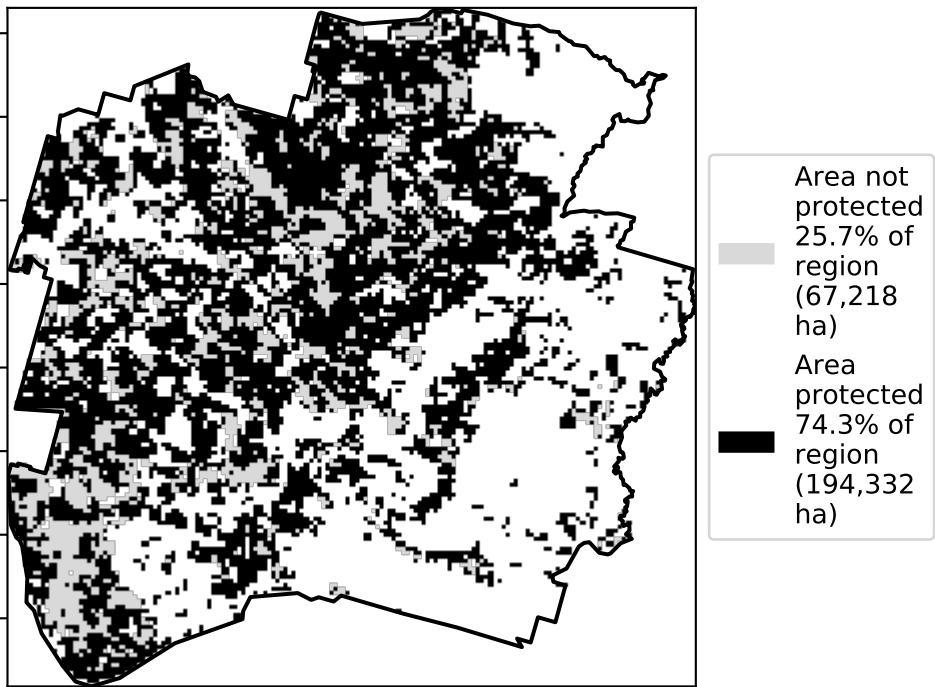 Area not
protected
25.7% of
region
(67,218
ha)
Area
protected
74.3% of
region
(194,332
ha)